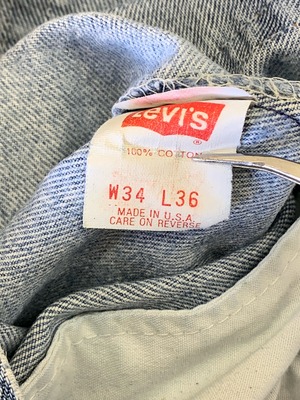 Levi's
®
100% COTTON
W34 L36
MADE IN U.S.A.
CARE ON REVERSE